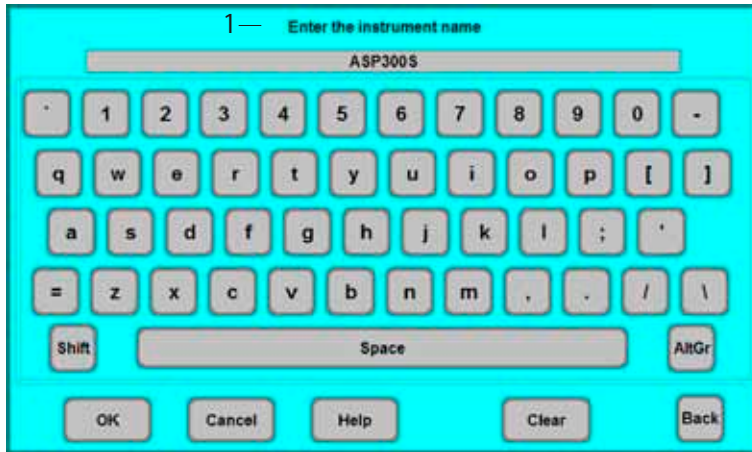 1 Enter the instrument name
ASP300S
` 1 2 3 4 5 6 7 8 9 0 -
q w e r t y u i o p [ ]
a s d f g h j k l ; '
= z x c v b n m , . / \
Shift Space AltGr
OK Cancel Help Clear Back